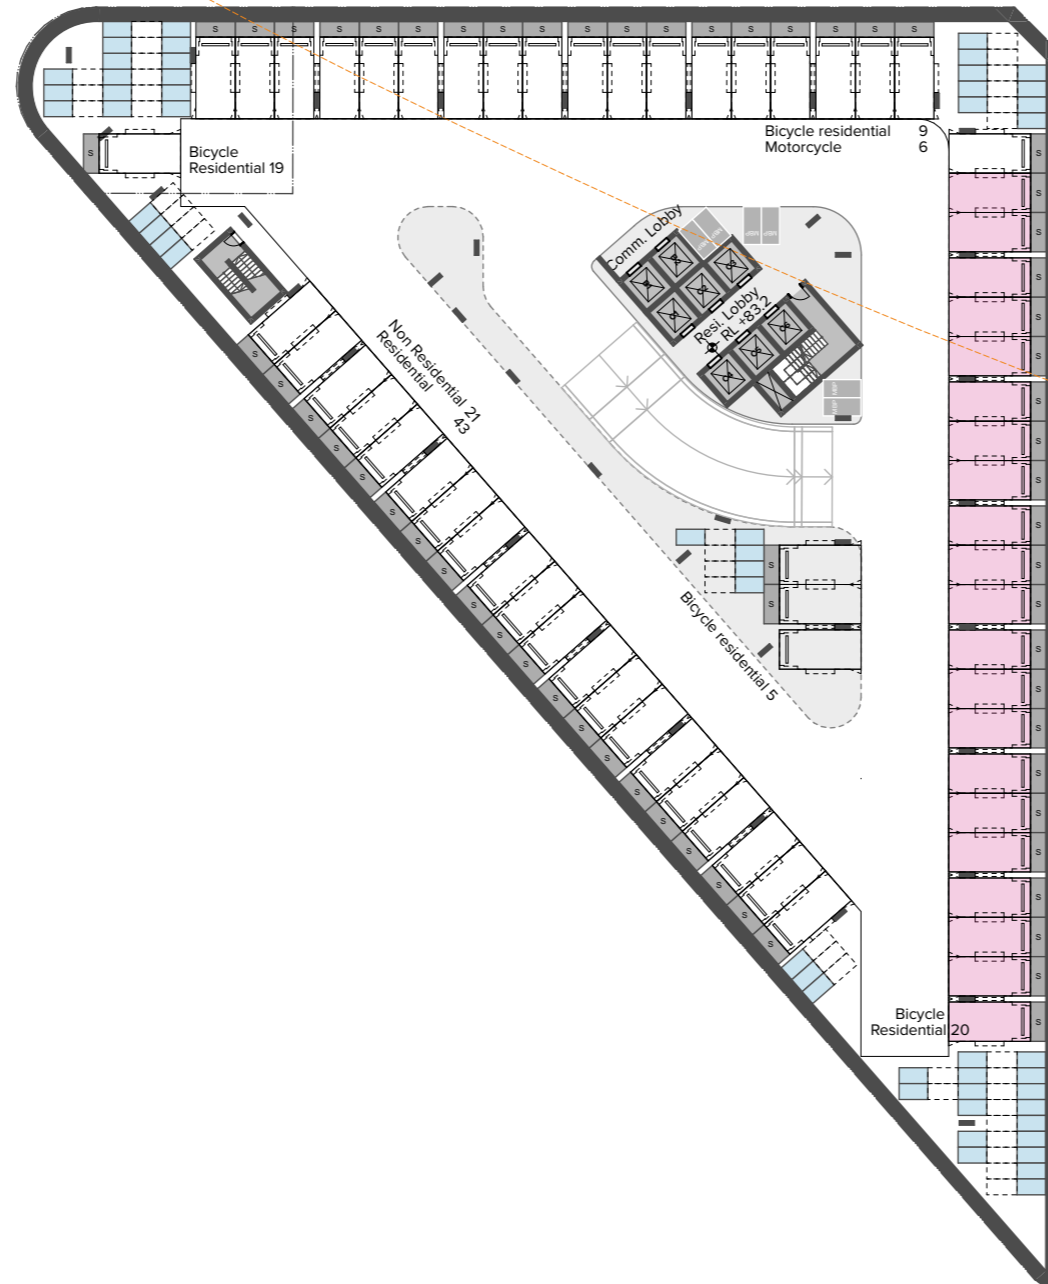 Bicycle residential 9
Motorcycle 6
Bicycle
Residential 19
Comm. Lobby
Resi. Lobby
RL +83.2
Non Residential 21
Residential 43
Bicycle residential 5
Bicycle
Residential 20